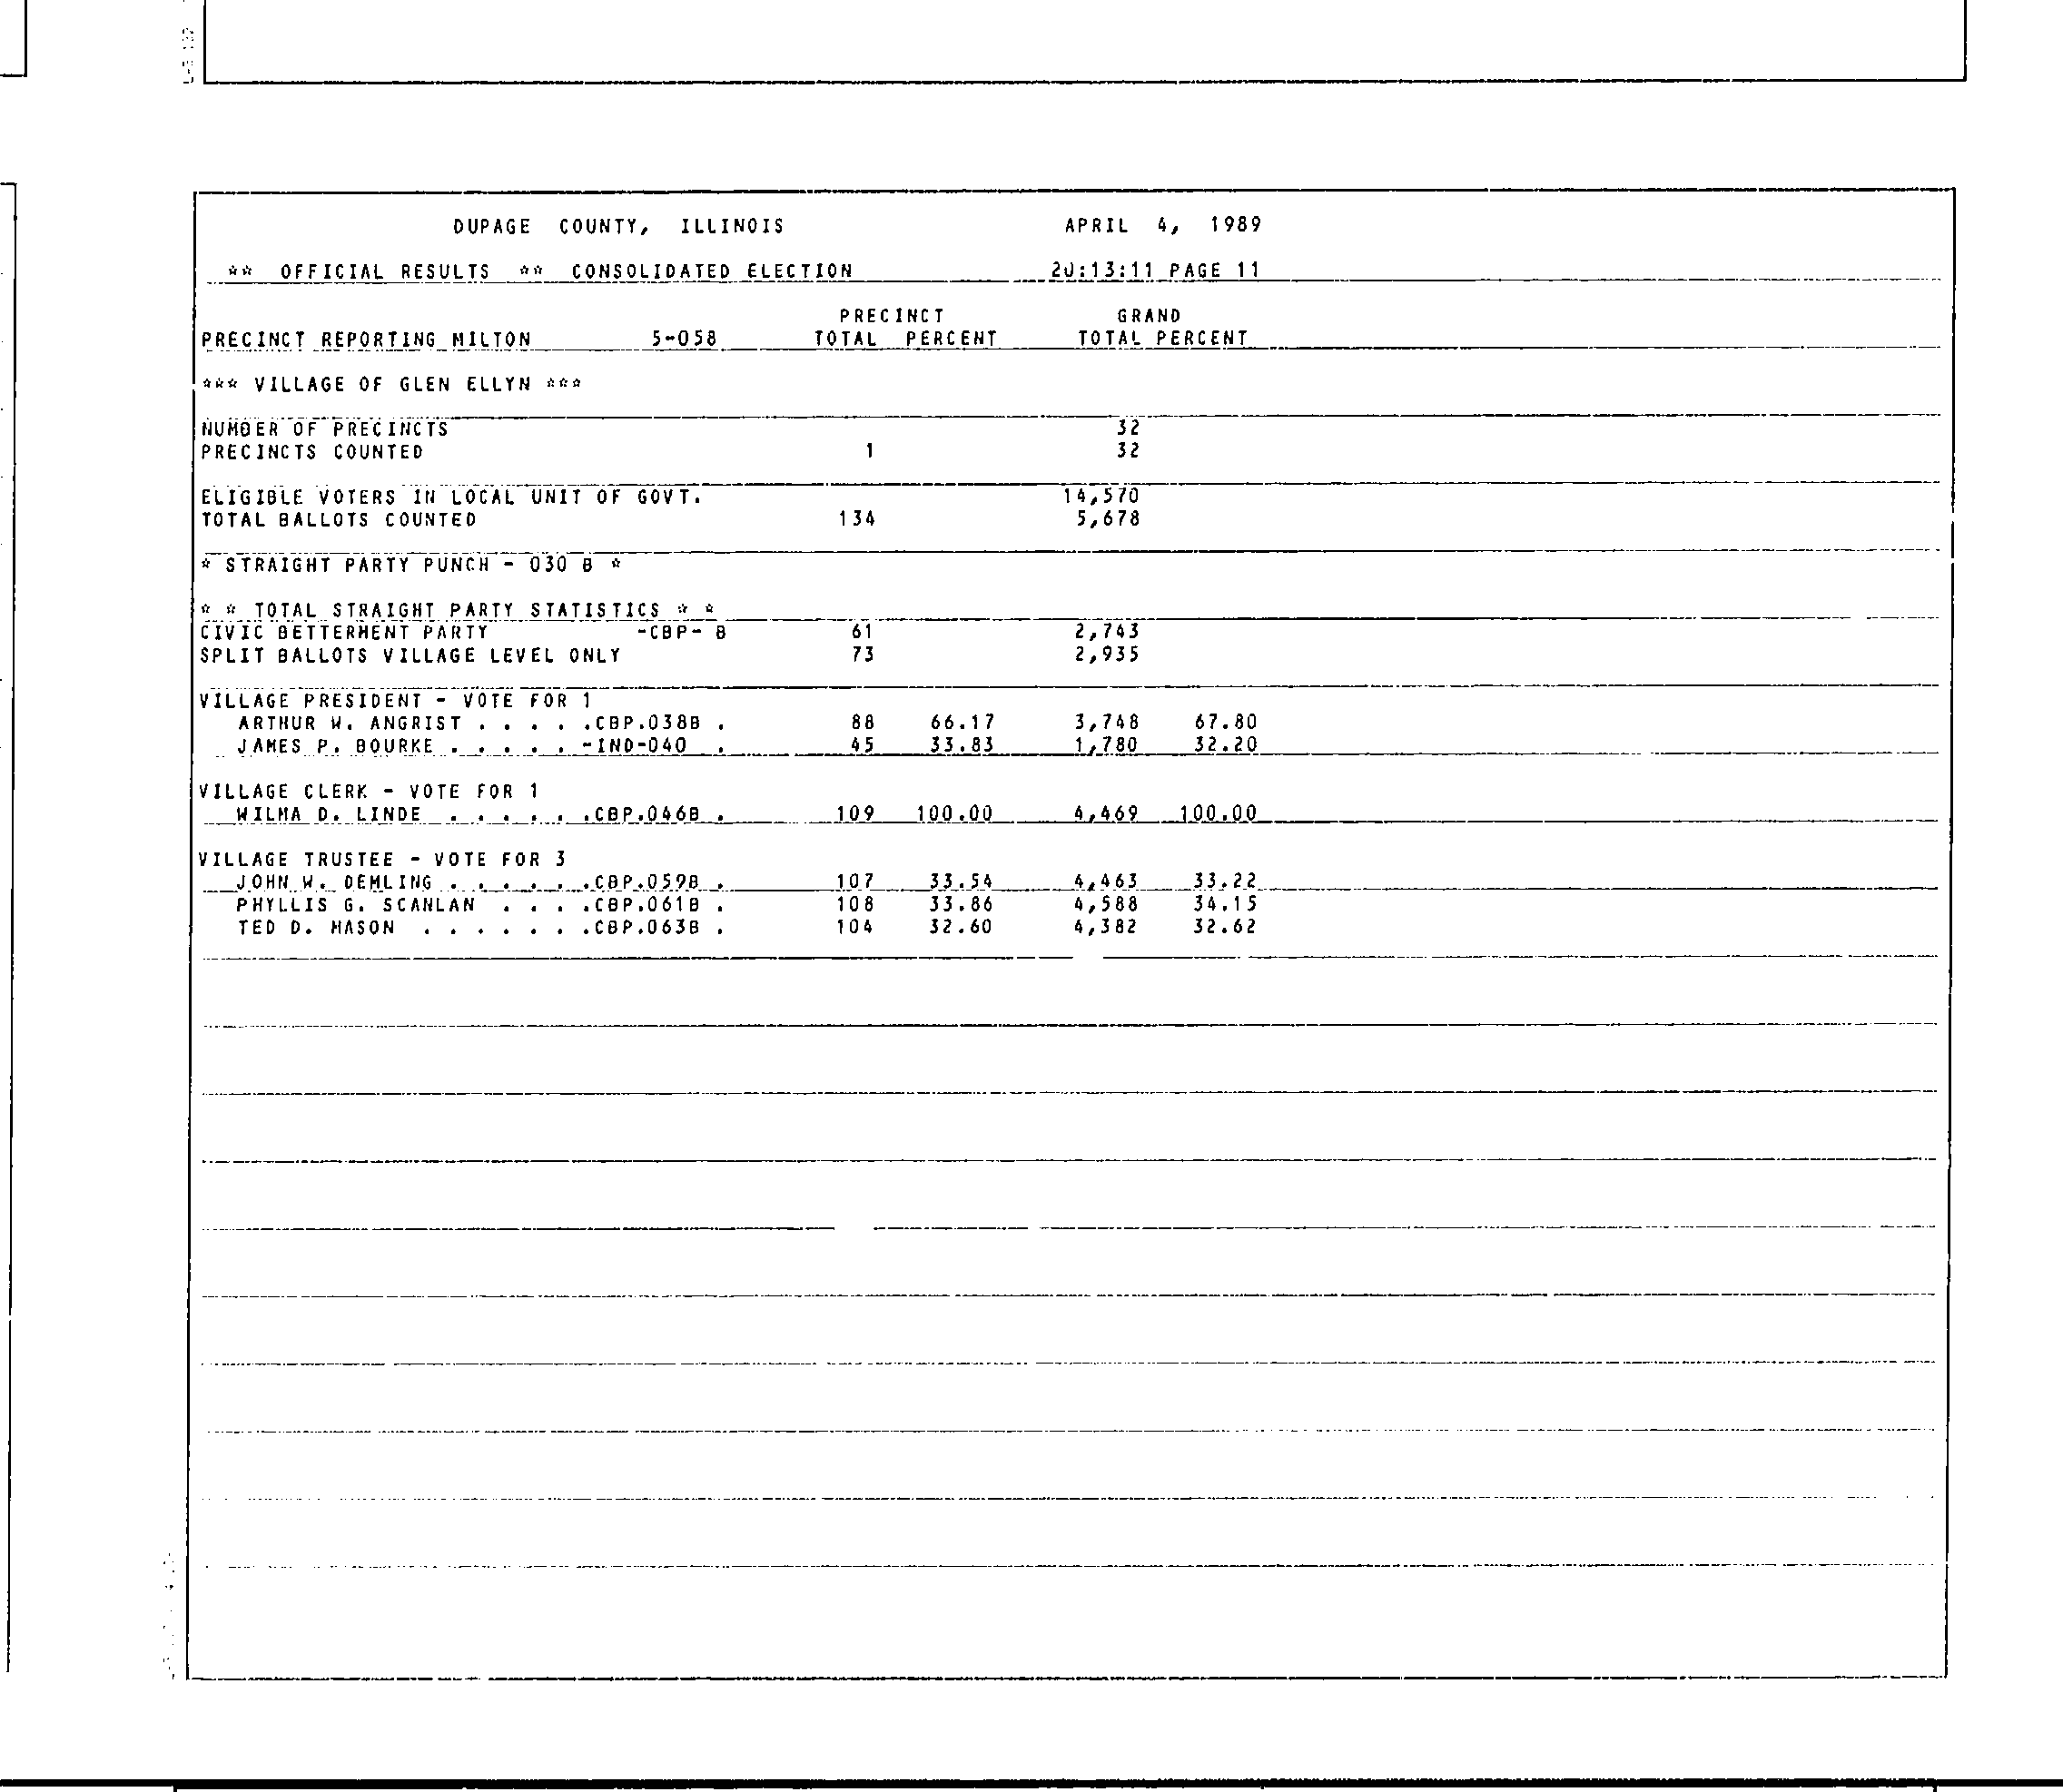 DUPAGE COUNTY, ILLINOIS APRIL 4, 1989
** OFFICIAL RESULTS ** CONSOLIDATED ELECTION 20:13:11 PAGE 11
PRECINCT GRAND
PRECINCT REPORTING MILTON 5-058 TOTAL PERCENT TOTAL PERCENT
*** VILLAGE OF GLEN ELLYN ***
NUMBER OF PRECINCTS 32
PRECINCTS COUNTED 1 32
ELIGIBLE VOTERS IN LOCAL UNIT OF GOVT. 14,570
TOTAL BALLOTS COUNTED 134 5,678
* STRAIGHT PARTY PUNCH - 030 B *
* * TOTAL STRAIGHT PARTY STATISTICS * *
CIVIC BETTERMENT PARTY -CBP- B 61 2,743
SPLIT BALLOTS VILLAGE LEVEL ONLY 73 2,935
VILLAGE PRESIDENT - VOTE FOR 1
ARTHUR W. ANGRIST . . . . .CBP.038B . 88 66.17 3,748 67.80
JAMES P. BOURKE . . . . . -IND-040 . 45 33.83 1,780 32.20
VILLAGE CLERK - VOTE FOR 1
WILMA D. LINDE . . . . . .CBP.046B . 109 100.00 4,469 100.00
VILLAGE TRUSTEE - VOTE FOR 3
JOHN W. DEMLING . . . . . .CBP.059B . 107 33.54 4,463 33.22
PHYLLIS G. SCANLAN . . . .CBP.061B . 108 33.86 4,588 34.15
TED D. MASON . . . . . . .CBP.063B . 104 32.60 4,382 32.62